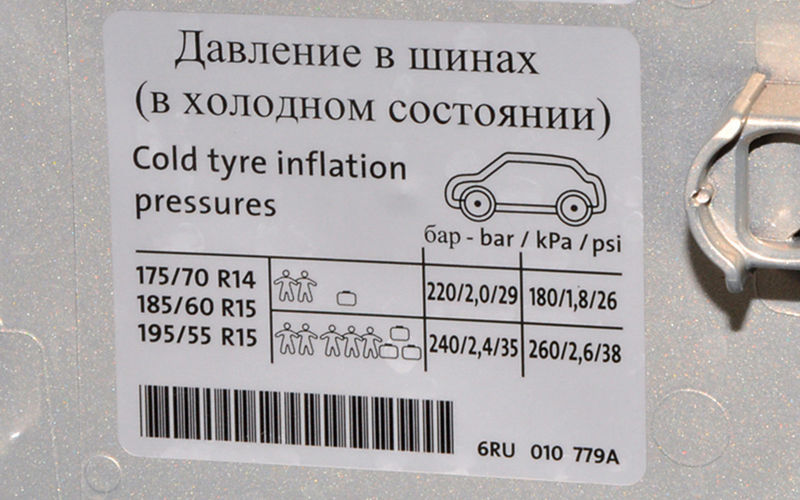 Давление в шинах
(в холодном состоянии)
Cold tyre inflation
pressures
бар - bar / kPa / psi
175/70 R14
185/60 R15
195/55 R15
220/2,0/29 180/1,8/26
240/2,4/35 260/2,6/38
6RU 010 779A